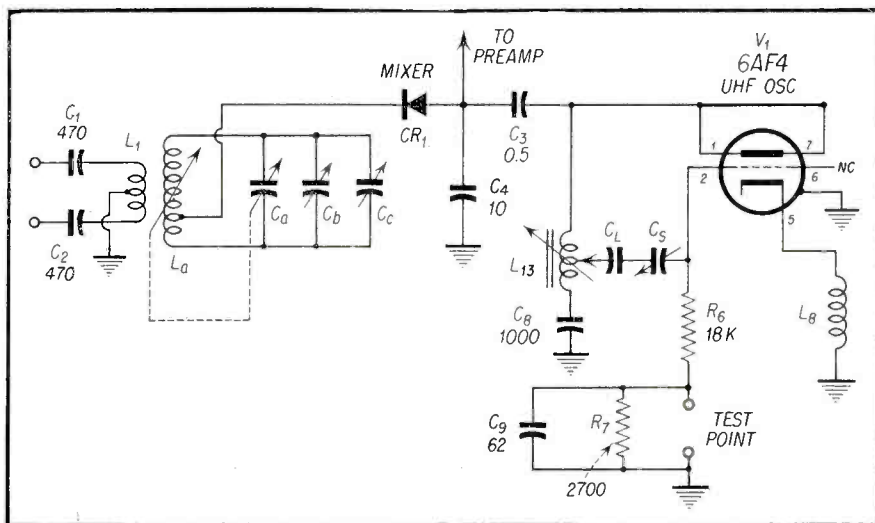 V1
6AF4
UHF OSC
TO
PREAMP
MIXER
CR1
C1
470
L1
C2
470
La
Ca
Cb
Cc
C3
0.5
C4
10
1
7
2
6
NC
5
L13
CL
CS
C8
1000
R6
18K
L8
C9
62
R7
2700
TEST
POINT